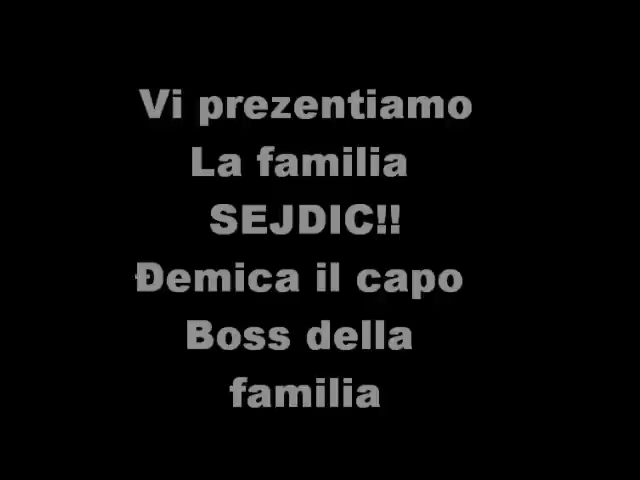 Vi prezentiamo
La familia
SEJDIC!!
Đemica il capo
Boss della
familia